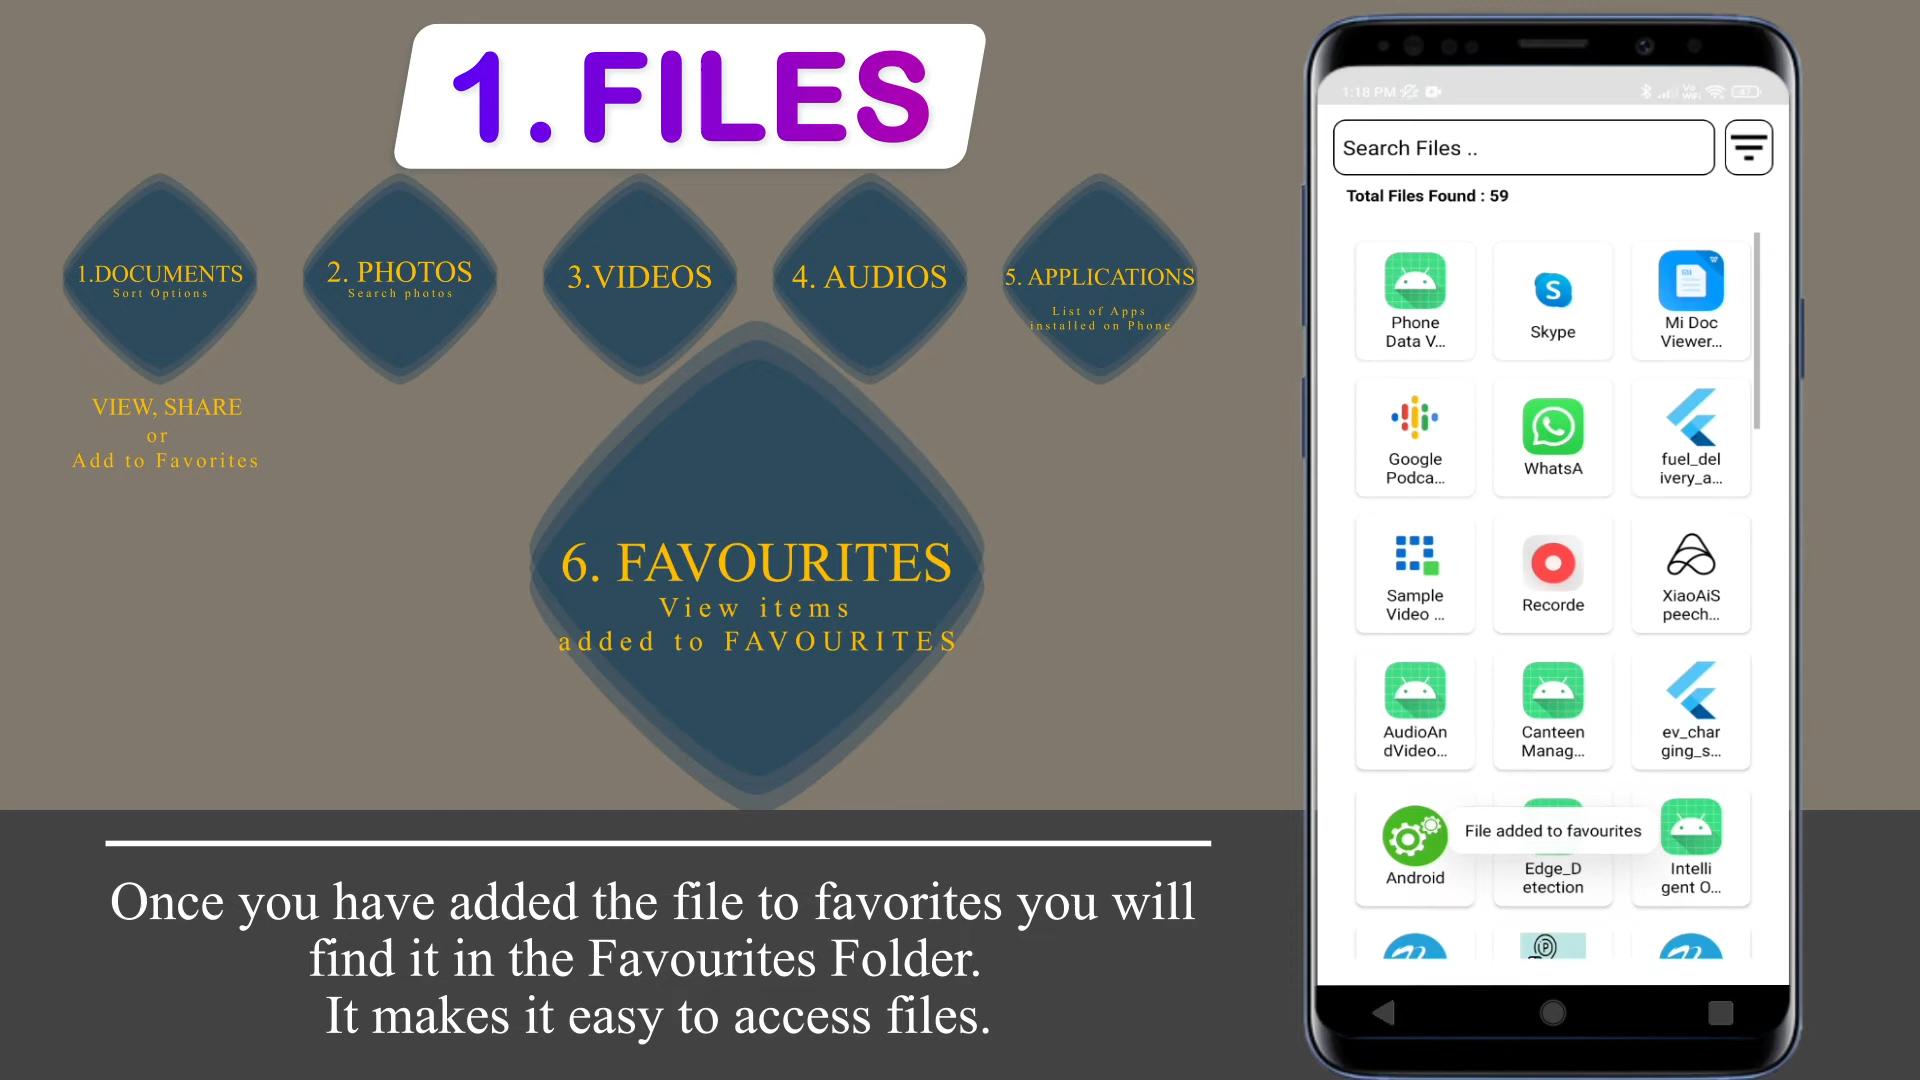 1. FILES
1.DOCUMENTS
Sort Options
2. PHOTOS
Search photos
3.VIDEOS
4. AUDIOS
5. APPLICATIONS
List of Apps
installed on Phone
VIEW, SHARE
or
Add to Favorites
6. FAVOURITES
View items
added to FAVOURITES
Once you have added the file to favorites you will
find it in the Favourites Folder.
It makes it easy to access files.
1:18 PM
Vo
WiFi
47
Search Files ..
Total Files Found : 59
Phone
Data V...
Skype
Mi Doc
Viewer...
Google
Podca...
WhatsA
fuel_del
ivery_a...
Sample
Video ...
Recorde
XiaoAiS
peech...
AudioAn
dVideo...
Canteen
Manag...
ev_char
ging_s...
Android
File added to favourites
Edge_D
etection
Intelli
gent O...